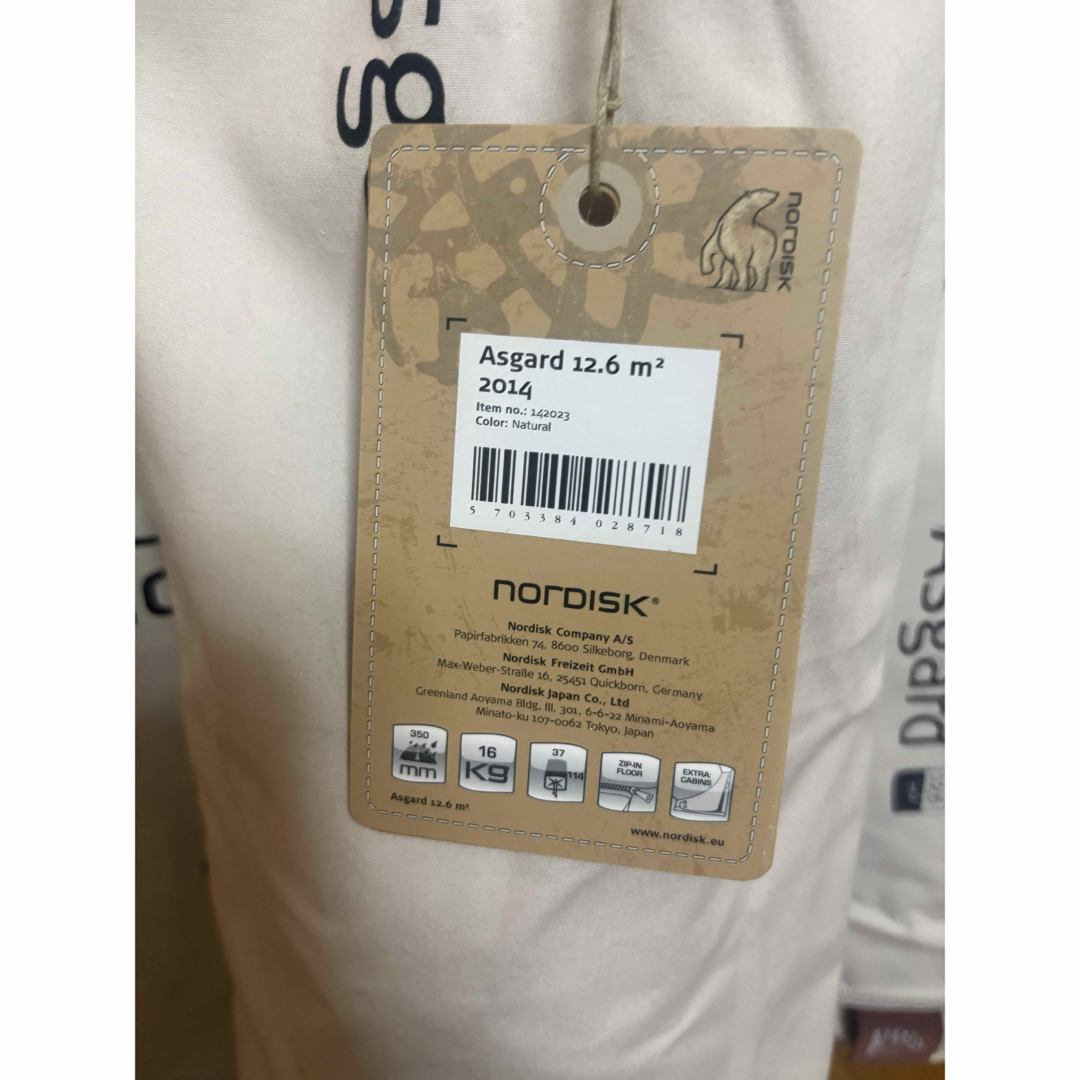 sg
NORDISK
Asgard 12.6 m²
2014
Item no.: 142023
Color: Natural
5 703384 028718
NORDISK®
Nordisk Company A/S
Papirfabrikken 74, 8600 Silkeborg, Denmark
Nordisk Freizeit GmbH
Max-Weber-Straße 16, 25451 Quickborn, Germany
Nordisk Japan Co., Ltd
Greenland Aoyama Bldg, III, 301, 6-6-22 Minami-Aoyama
Minato-ku 107-0062 Tokyo, Japan
350
mm
16
KG
37
114
ZIP-IN
FLOOR
EXTRA:
CABINS
Asgard 12.6 m²
www.nordisk.eu
Asgard